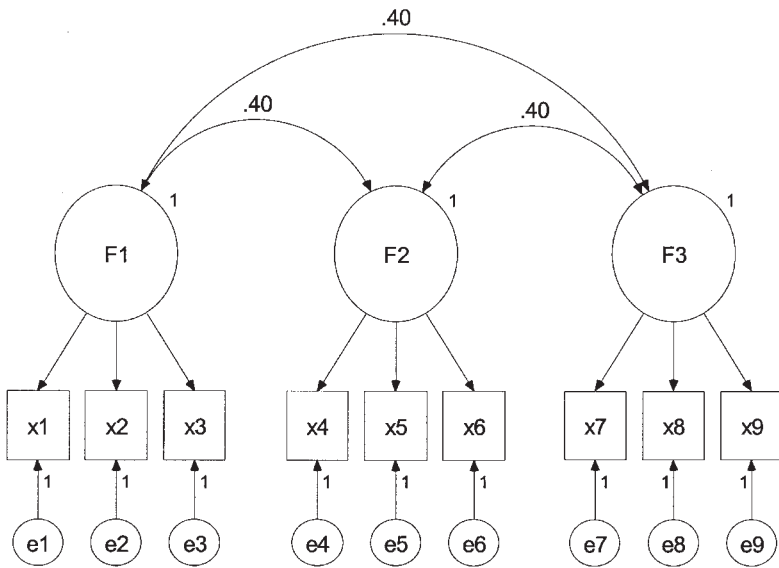 .40
.40 .40
1 1 1
F1 F2 F3
x1 x2 x3 x4 x5 x6 x7 x8 x9
1 1 1 1 1 1 1 1 1
e1 e2 e3 e4 e5 e6 e7 e8 e9